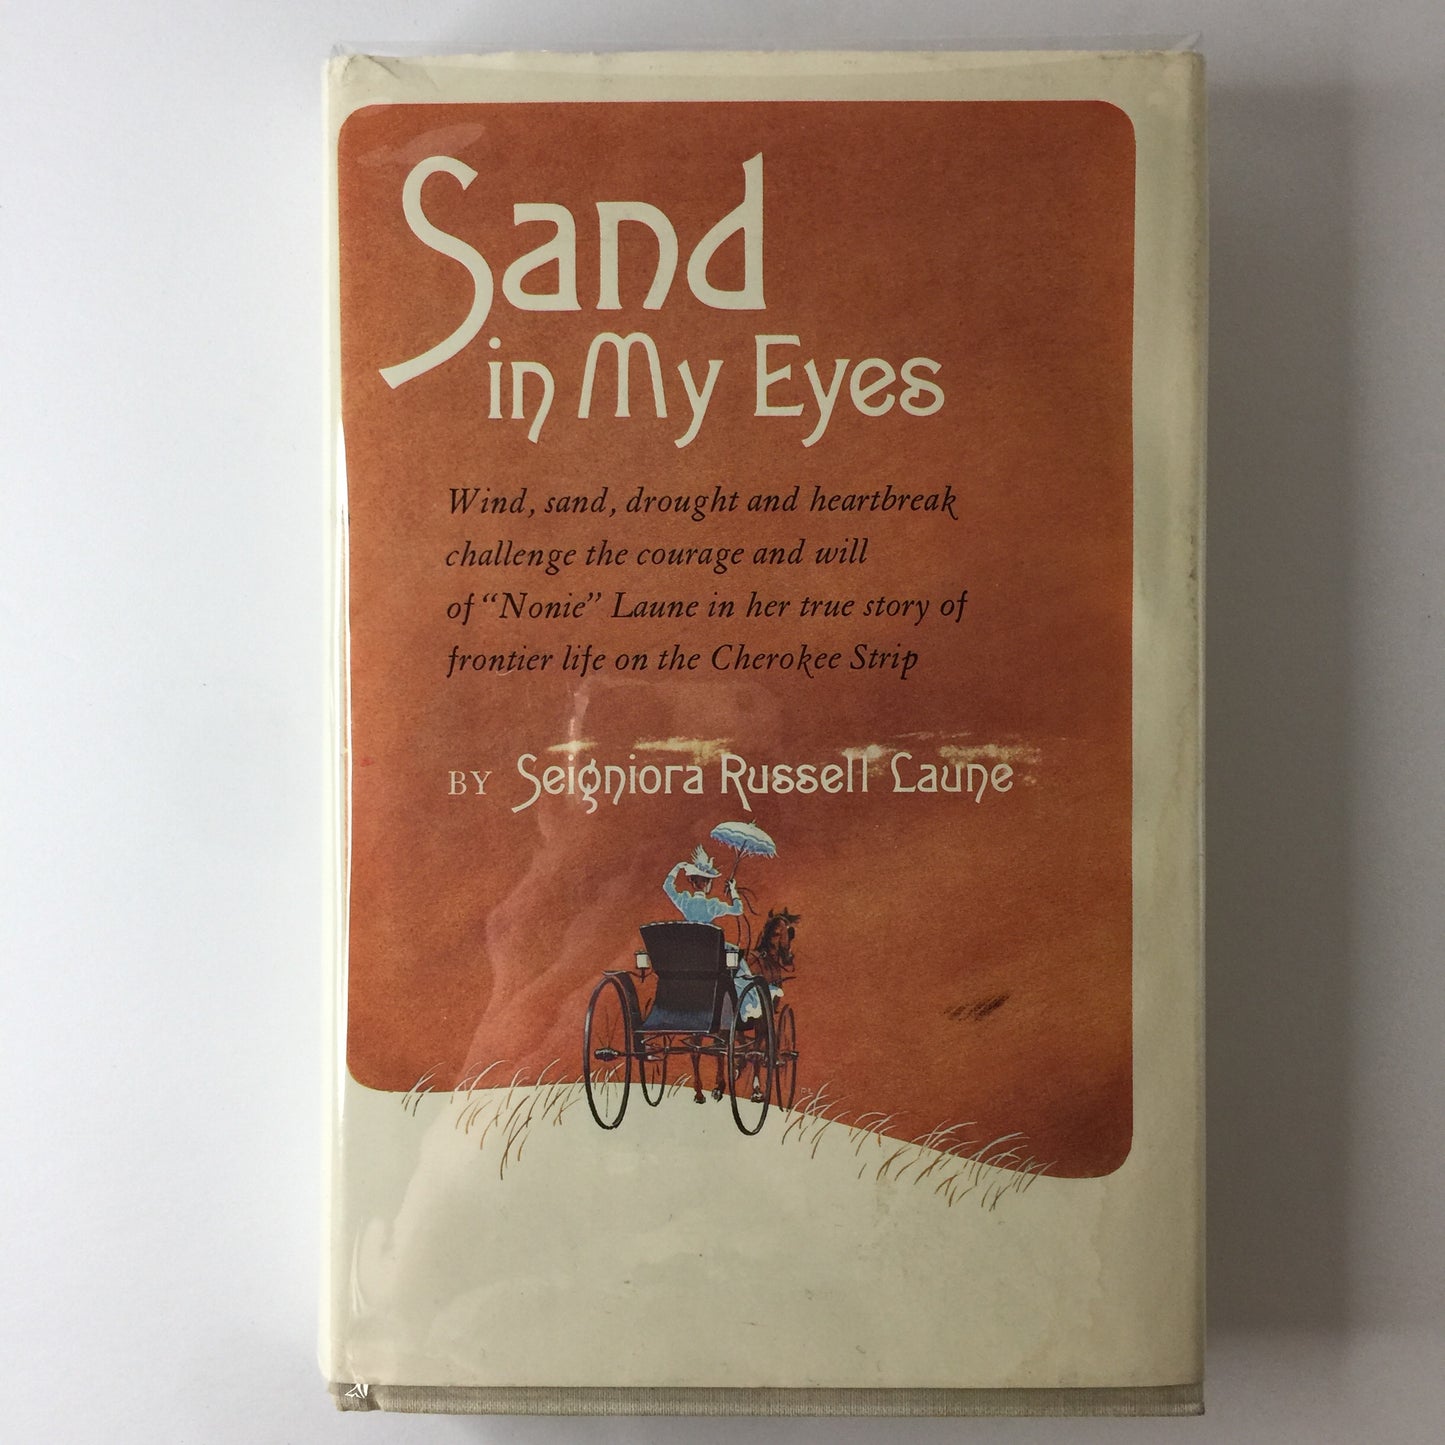 Sand
in My Eyes
Wind, sand, drought and heartbreak
challenge the courage and will
of “Nonie” Laune in her true story of
frontier life on the Cherokee Strip
BY Seigniora Russell Laune